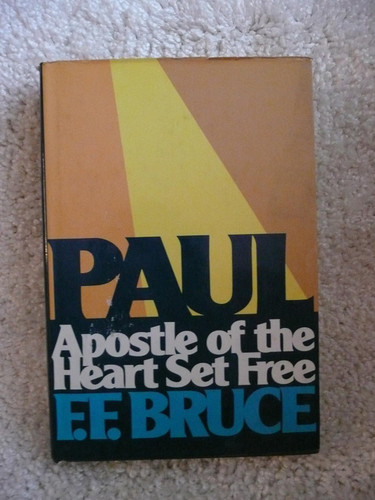 PAUL
Apostle of the
Heart Set Free
F.F. BRUCE